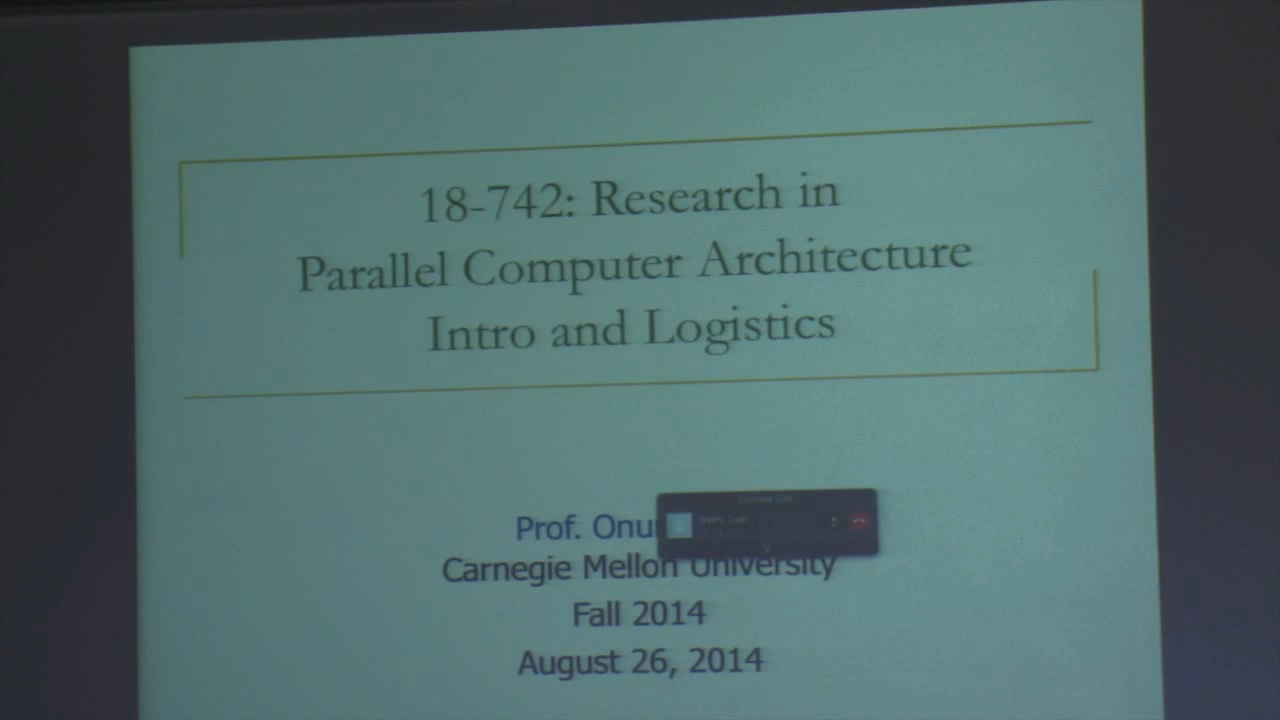 18-742: Research in
Parallel Computer Architecture
Intro and Logistics
Prof. Onur
Carnegie Mellon University
Fall 2014
August 26, 2014